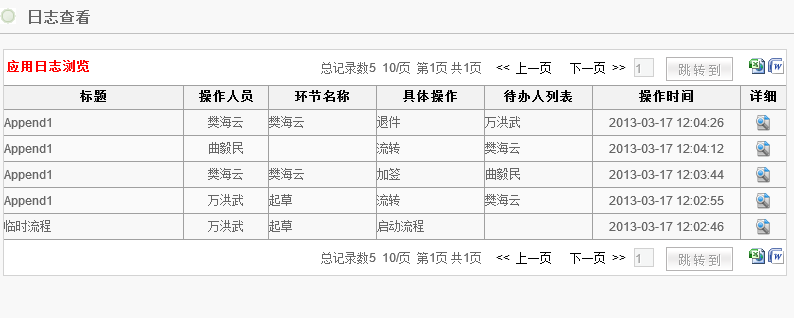 日志查看
应用日志浏览 总记录数5 10/页 第1页 共1页 << 上一页 下一页 >> 1 跳转到
标题 操作人员 环节名称 具体操作 待办人列表 操作时间 详细
Append1 樊海云 樊海云 退件 万洪武 2013-03-17 12:04:26
Append1 曲毅民 流转 樊海云 2013-03-17 12:04:12
Append1 樊海云 樊海云 加签 曲毅民 2013-03-17 12:03:44
Append1 万洪武 起草 流转 樊海云 2013-03-17 12:02:55
临时流程 万洪武 起草 启动流程 2013-03-17 12:02:46
总记录数5 10/页 第1页 共1页 << 上一页 下一页 >> 1 跳转到